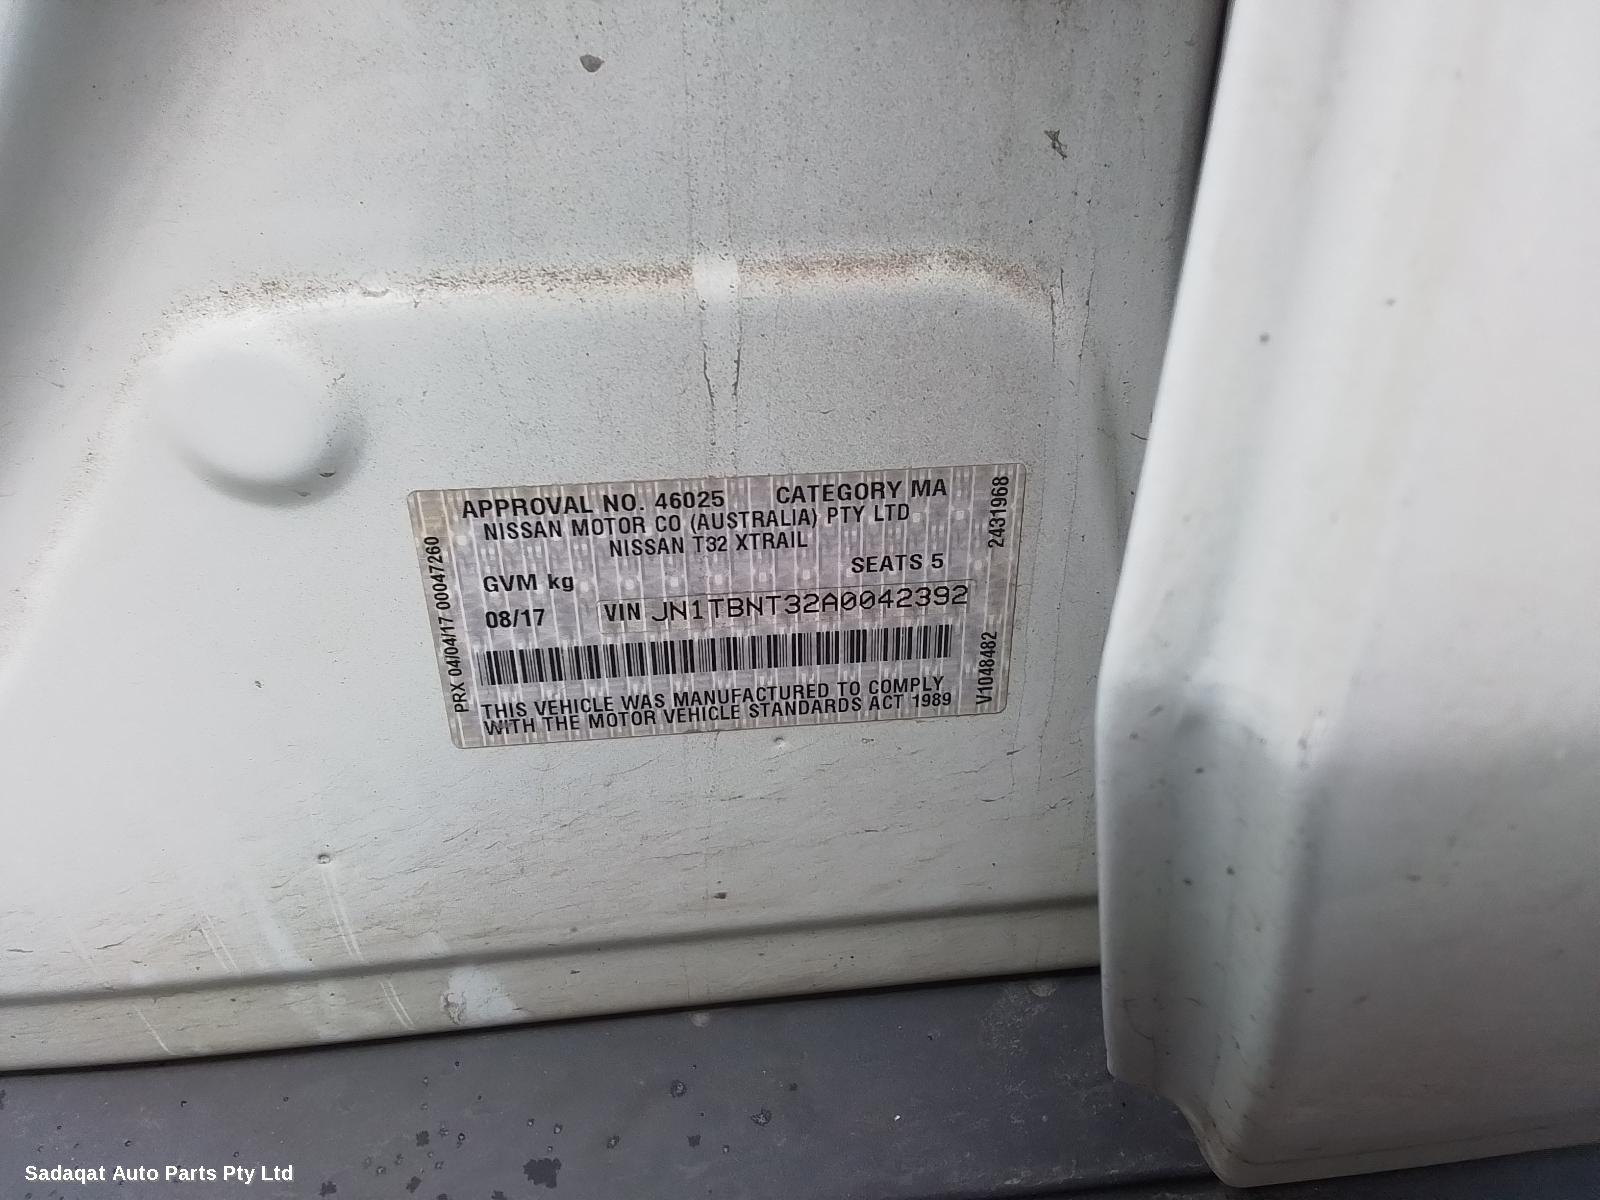 APPROVAL NO. 46025 CATEGORY MA
NISSAN MOTOR CO (AUSTRALIA) PTY LTD
NISSAN T32 XTRAIL
SEATS 5
GVM kg
08/17 VIN JN1TBNT32A0042392
THIS VEHICLE WAS MANUFACTURED TO COMPLY
WITH THE MOTOR VEHICLE STANDARDS ACT 1989
PRX 04/04/17 00047260
2431968
V1048482
Sadaqat Auto Parts Pty Ltd